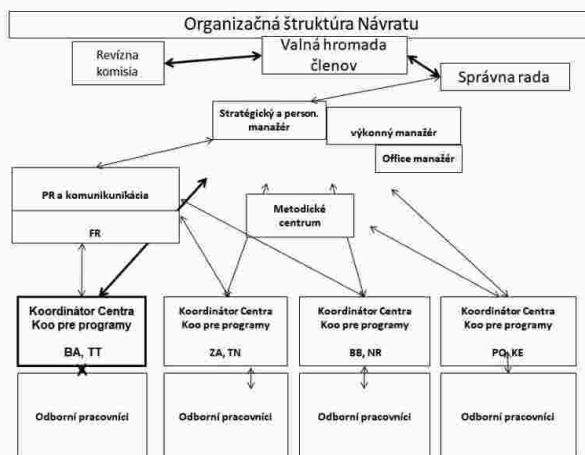 Organizačná štruktúra Návratu
Revízna
komisia
Valná hromada
členov
Správna rada
Stratégický a person.
manažér
výkonný manažér
Office manažér
PR a komunikunikácia
FR
Metodické
centrum
Koordinátor Centra
Koo pre programy
BA, TT
Koordinátor Centra
Koo pre programy
ZA, TN
Koordinátor Centra
Koo pre programy
BB, NR
Koordinátor Centra
Koo pre programy
PO, KE
Odborní pracovníci
Odborní pracovníci
Odborní pracovníci
Odborní pracovníci